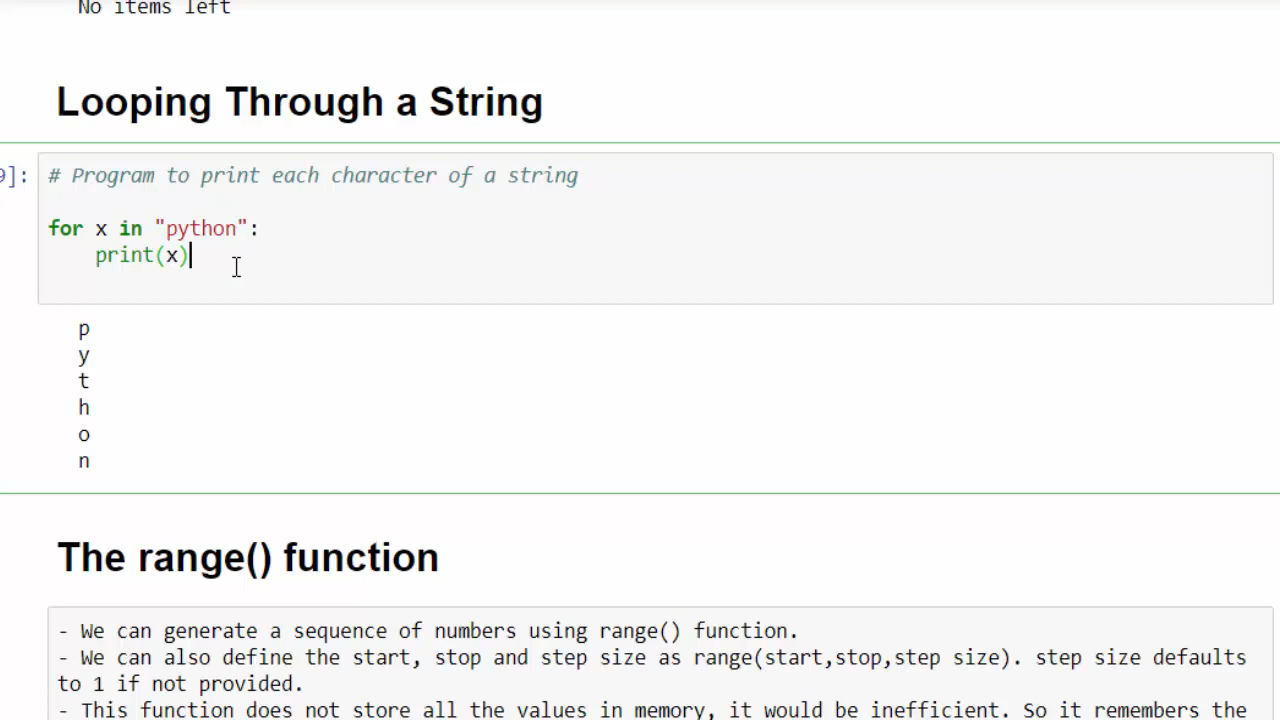 No items left
Looping Through a String
9]:
# Program to print each character of a string
for x in "python":
    print(x)
p
y
t
h
o
n
The range() function
- We can generate a sequence of numbers using range() function.
- We can also define the start, stop and step size as range(start,stop,step size). step size defaults
to 1 if not provided.
- This function does not store all the values in memory, it would be inefficient. So it remembers the